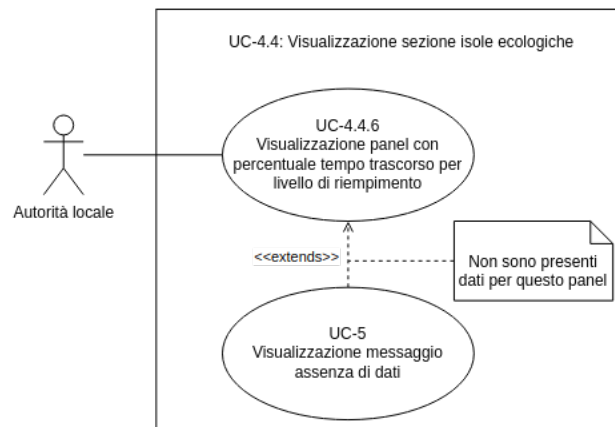 UC-4.4: Visualizzazione sezione isole ecologiche
UC-4.4.6
Visualizzazione panel con
percentuale tempo trascorso per
livello di riempimento
Autorità locale
<<extends>>
Non sono presenti
dati per questo panel
UC-5
Visualizzazione messaggio
assenza di dati